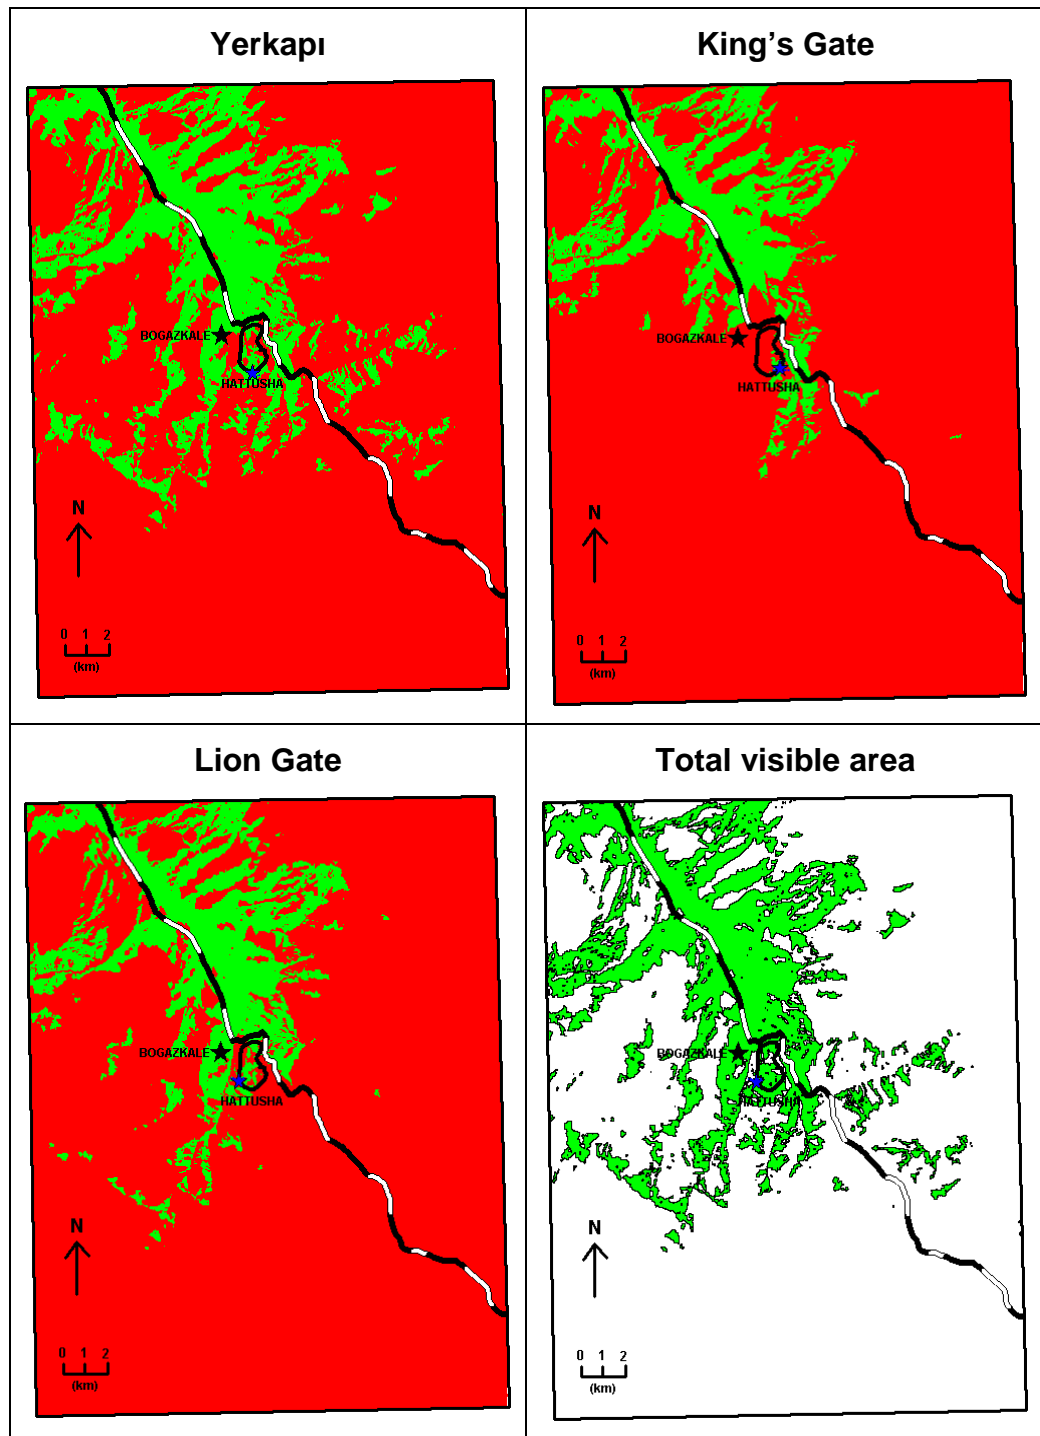 Yerkapı
BOGAZKALE
HATTUSHA
N
0 1 2
(km)
King’s Gate
BOGAZKALE
HATTUSHA
N
0 1 2
(km)
Lion Gate
BOGAZKALE
HATTUSHA
N
0 1 2
(km)
Total visible area
BOGAZKALE
HATTUSHA
N
0 1 2
(km)